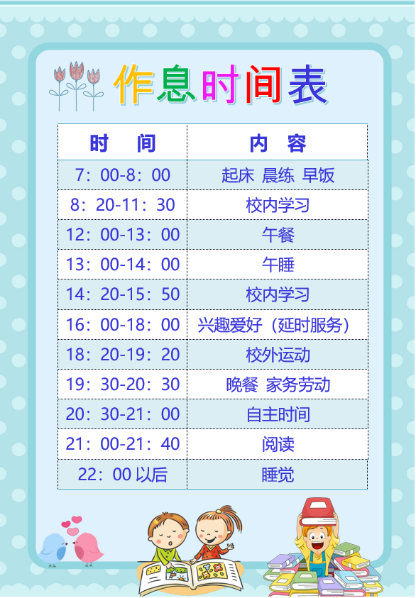 作息时间表
时 间 内 容
7：00-8：00 起床 晨练 早饭
8：20-11：30 校内学习
12：00-13：00 午餐
13：00-14：00 午睡
14：20-15：50 校内学习
16：00-18：00 兴趣爱好（延时服务）
18：20-19：20 校外运动
19：30-20：30 晚餐 家务劳动
20：30-21：00 自主时间
21：00-21：40 阅读
22：00 以后 睡觉